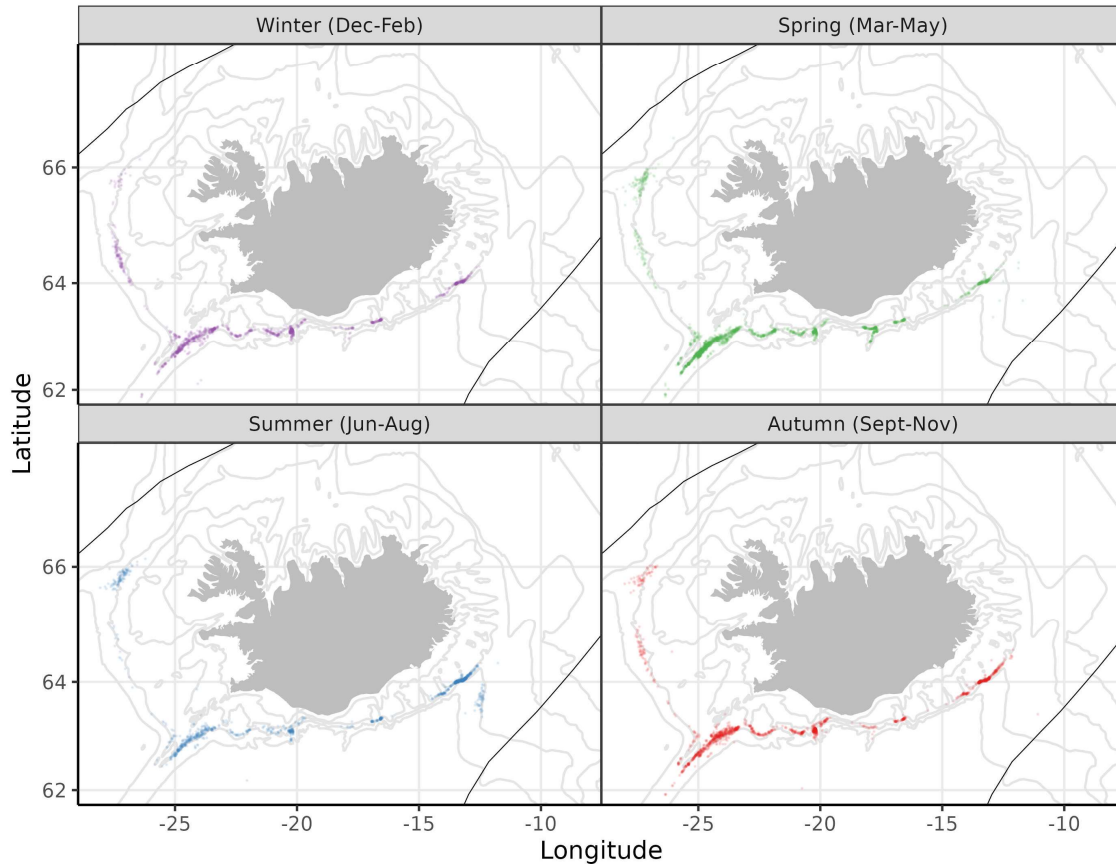 Winter (Dec-Feb) Spring (Mar-May)
66
64
62
Latitude
Summer (Jun-Aug) Autumn (Sept-Nov)
66
64
62
-25 -20 -15 -10 -25 -20 -15 -10
Longitude